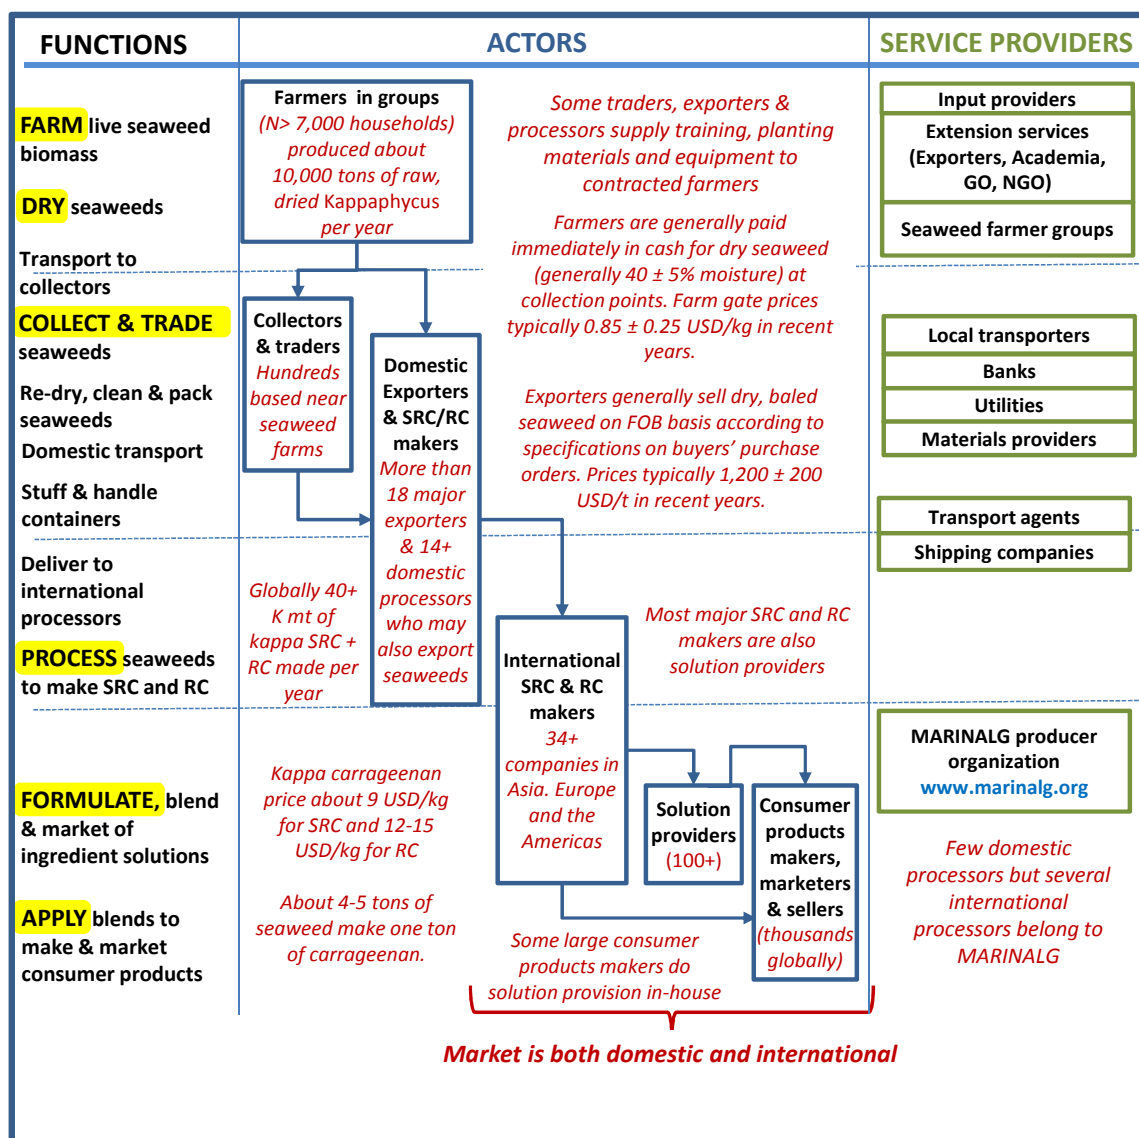 FUNCTIONS
ACTORS
SERVICE PROVIDERS
FARM live seaweed
biomass
DRY seaweeds
Transport to
collectors
COLLECT & TRADE
seaweeds
Re-dry, clean & pack
seaweeds
Domestic transport
Stuff & handle
containers
Deliver to
international
processors
PROCESS seaweeds
to make SRC and RC
FORMULATE, blend
& market of
ingredient solutions
APPLY blends to
make & market
consumer products
Farmers in groups
(N> 7,000 households)
produced about
10,000 tons of raw,
dried Kappaphycus
per year
Some traders, exporters &
processors supply training, planting
materials and equipment to
contracted farmers
Farmers are generally paid
immediately in cash for dry seaweed
(generally 40 ± 5% moisture) at
collection points. Farm gate prices
typically 0.85 ± 0.25 USD/kg in recent
years.
Collectors
& traders
Hundreds
based near
seaweed
farms
Domestic
Exporters
& SRC/RC
makers
More than
18 major
exporters
& 14+
domestic
processors
who may
also export
seaweeds
Exporters generally sell dry, baled
seaweed on FOB basis according to
specifications on buyers' purchase
orders. Prices typically 1,200 ± 200
USD/t in recent years.
Globally 40+
K mt of
kappa SRC +
RC made per
year
International
SRC & RC
makers
34+
companies in
Asia. Europe
and the
Americas
Most major SRC and RC
makers are also
solution providers
Kappa carrageenan
price about 9 USD/kg
for SRC and 12-15
USD/kg for RC
About 4-5 tons of
seaweed make one ton
of carrageenan.
Solution
providers
(100+)
Consumer
products
makers,
marketers
& sellers
(thousands
globally)
Some large consumer
products makers do
solution provision in-house
Market is both domestic and international
Input providers
Extension services
(Exporters, Academia,
GO, NGO)
Seaweed farmer groups
Local transporters
Banks
Utilities
Materials providers
Transport agents
Shipping companies
MARINALG producer
organization
www.marinalg.org
Few domestic
processors but several
international
processors belong to
MARINALG